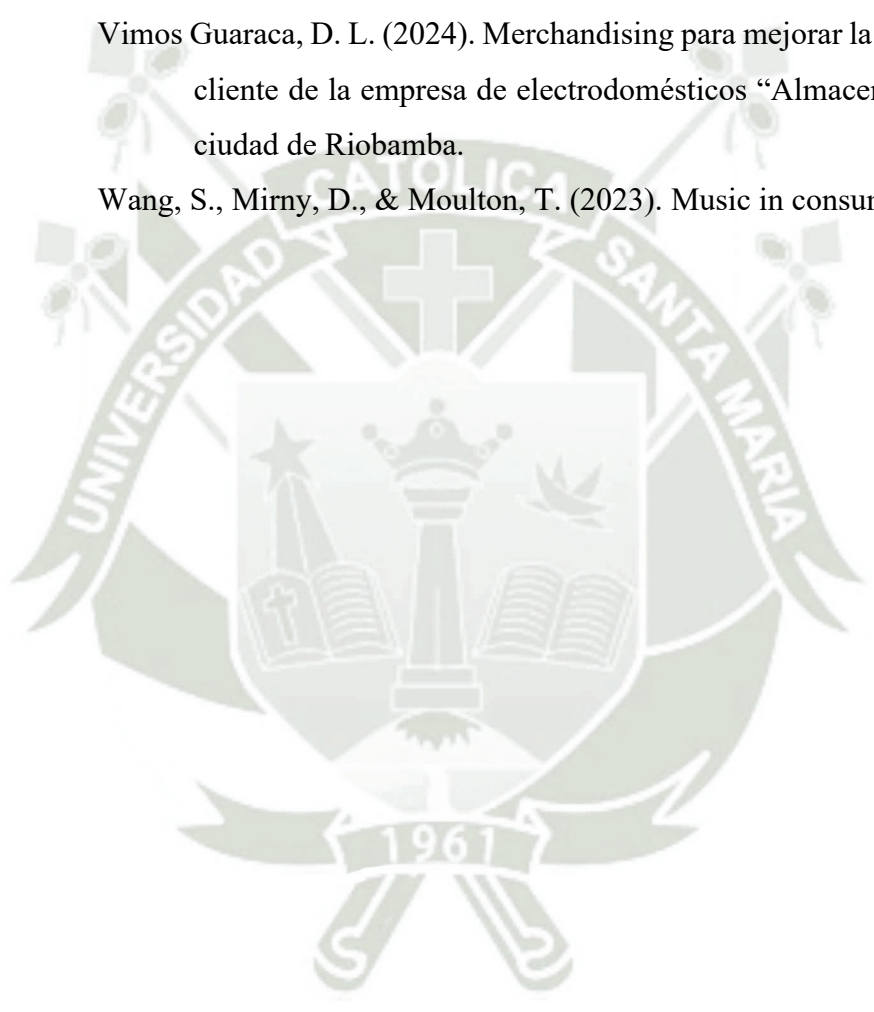 Vimos Guaraca, D. L. (2024). Merchandising para mejorar la
cliente de la empresa de electrodomésticos “Almacen
ciudad de Riobamba.
Wang, S., Mirny, D., & Moulton, T. (2023). Music in consum
UNIVERSIDAD CATOLICA SANTA MARIA
1961